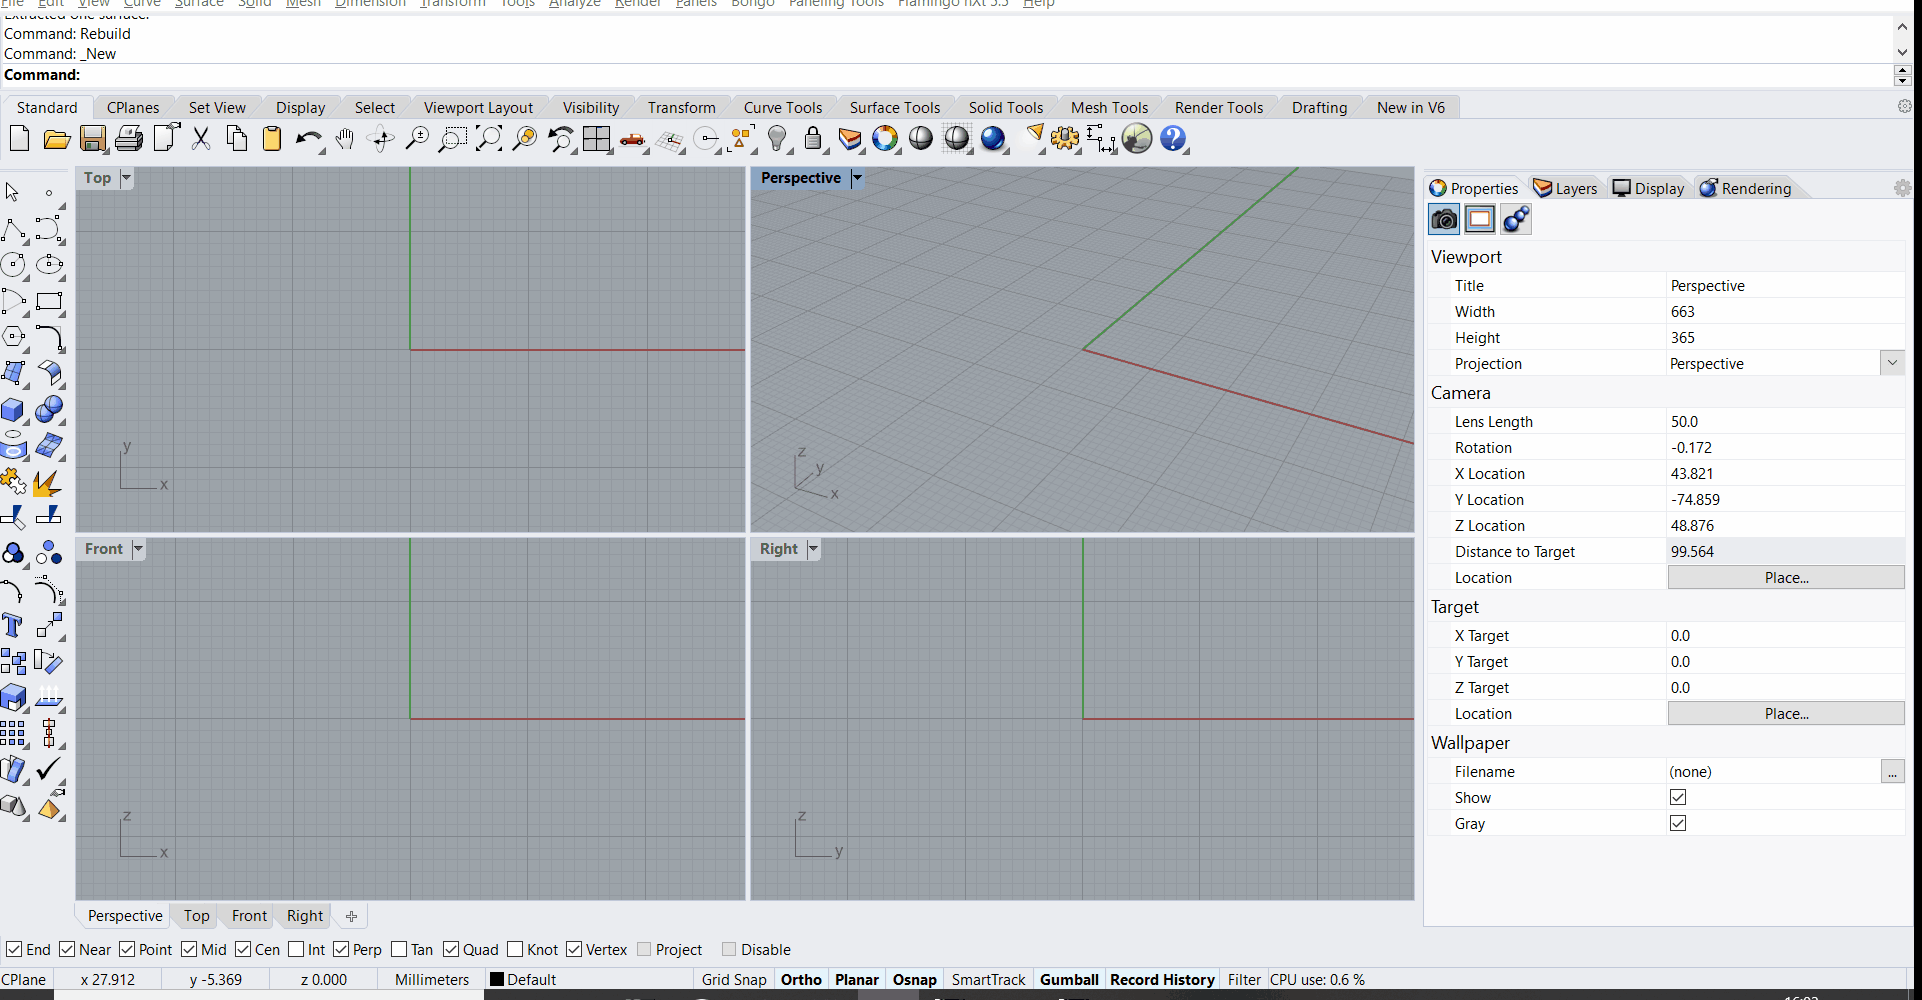 File Edit View Curve Surface Solid Mesh Dimension Transform Tools Analyze Render Panels Bongo Paneling Tools Flamingo nXt 5.5 Help
Extracted one surface.
Command: Rebuild
Command: _New
Command:
Standard CPlanes Set View Display Select Viewport Layout Visibility Transform Curve Tools Surface Tools Solid Tools Mesh Tools Render Tools Drafting New in V6
Top
y
x
Perspective
z
y
x
Front
z
x
Right
z
y
Properties Layers Display Rendering
Viewport
Title Perspective
Width 663
Height 365
Projection Perspective
Camera
Lens Length 50.0
Rotation -0.172
X Location 43.821
Y Location -74.859
Z Location 48.876
Distance to Target 99.564
Location Place...
Target
X Target 0.0
Y Target 0.0
Z Target 0.0
Location Place...
Wallpaper
Filename (none) ...
Show
Gray
Perspective Top Front Right
End Near Point Mid Cen Int Perp Tan Quad Knot Vertex Project Disable
CPlane x 27.912 y -5.369 z 0.000 Millimeters Default Grid Snap Ortho Planar Osnap SmartTrack Gumball Record History Filter CPU use: 0.6 %